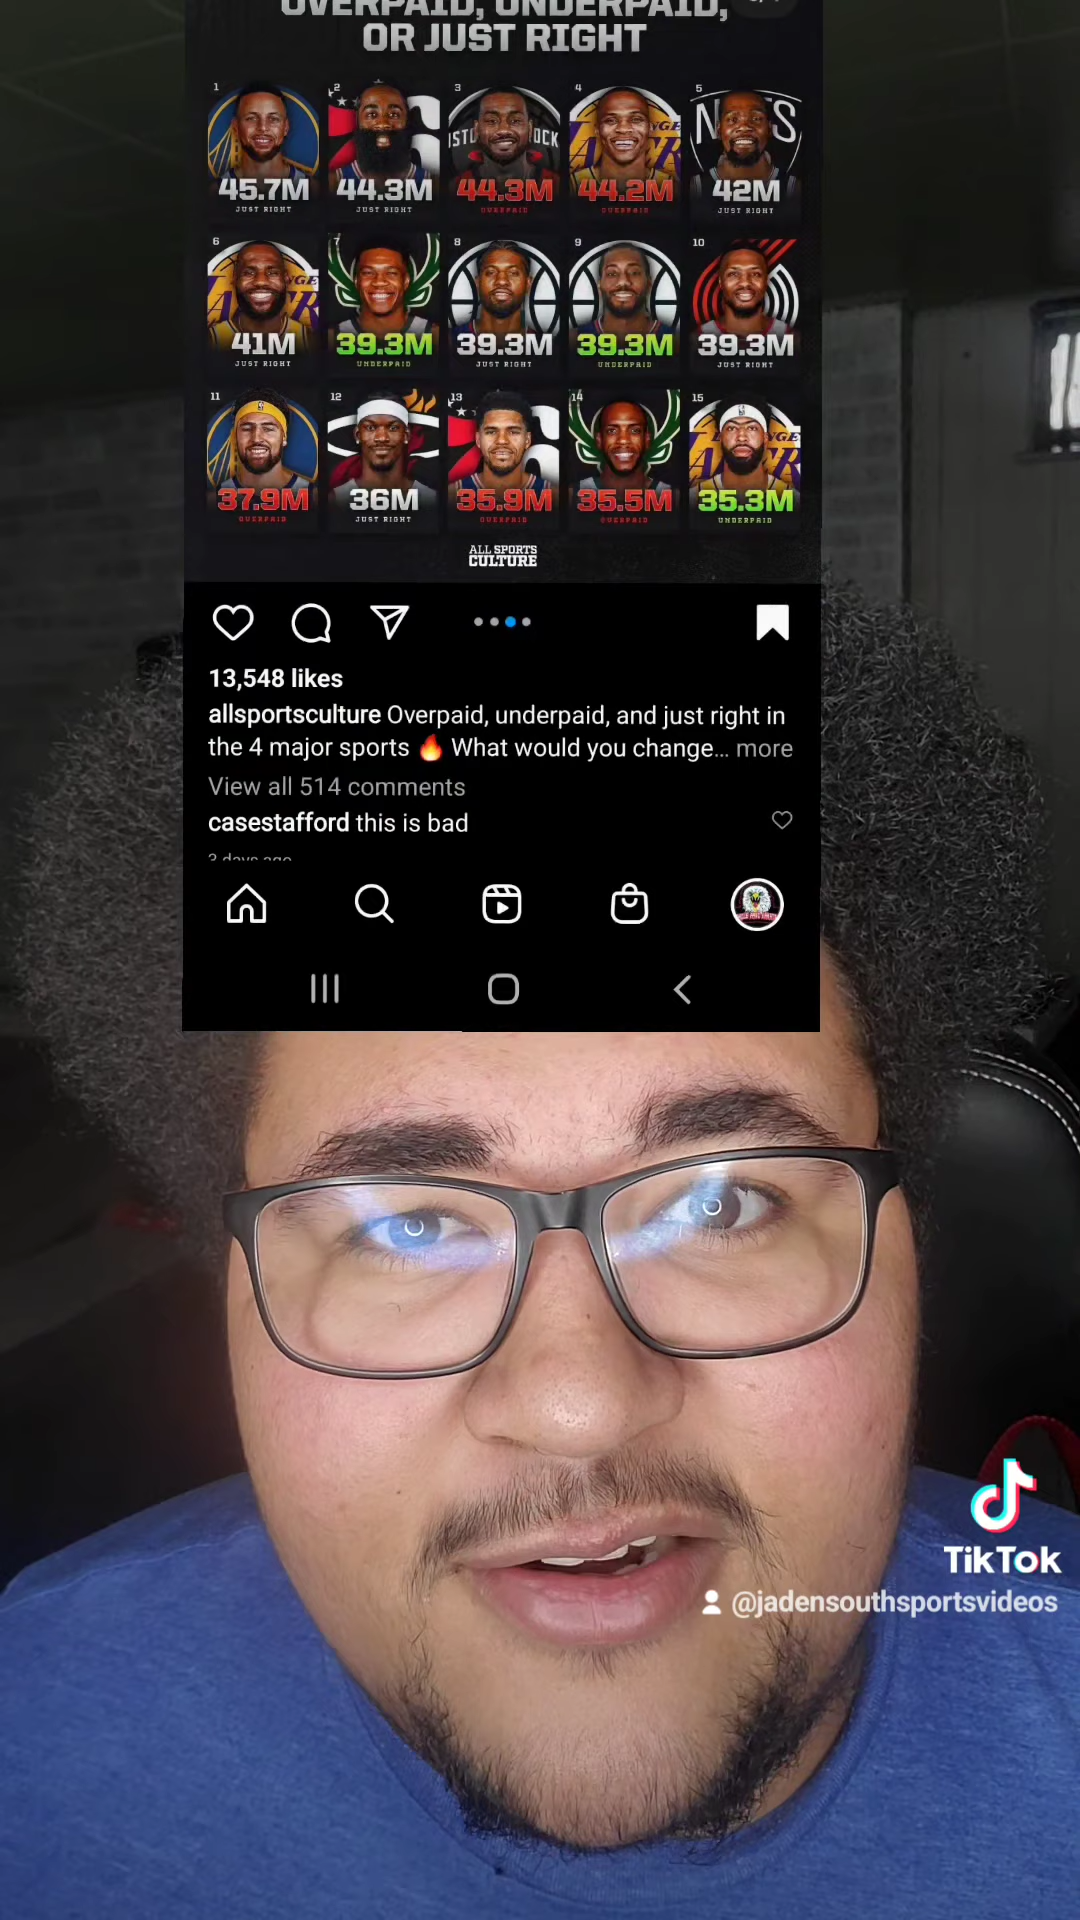 OVERPAID, UNDERPAID,
OR JUST RIGHT
1 2 3 4 5
45.7M 44.3M 44.3M 44.2M 42M
JUST RIGHT JUST RIGHT OVERPAID OVERPAID JUST RIGHT
6 7 8 9 10
41M 39.3M 39.3M 39.3M 39.3M
JUST RIGHT UNDERPAID JUST RIGHT UNDERPAID JUST RIGHT
11 12 13 14 15
37.9M 36M 35.9M 35.5M 35.3M
OVERPAID JUST RIGHT OVERPAID OVERPAID UNDERPAID
ALL SPORTS
CULTURE
13,548 likes
allsportsculture Overpaid, underpaid, and just right in
the 4 major sports 🔥 What would you change... more
View all 514 comments
casestafford this is bad
3 days ago
TikTok
@jadensouthsportsvideos